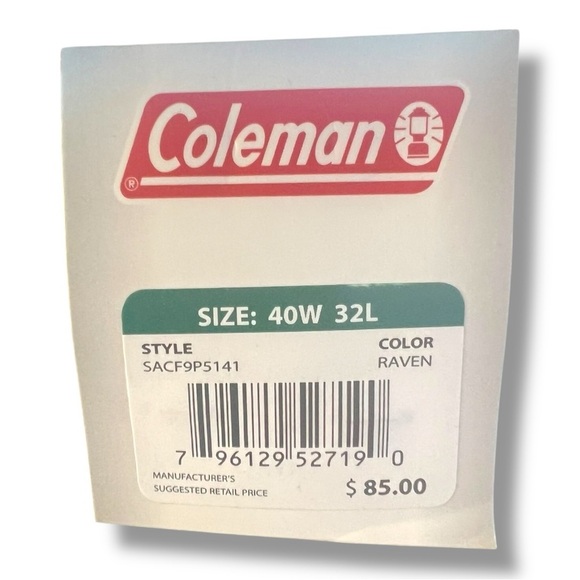 Coleman
®
SIZE: 40W 32L
STYLE COLOR
SACF9P5141 RAVEN
7 96129 52719 0
MANUFACTURER'S
SUGGESTED RETAIL PRICE $ 85.00